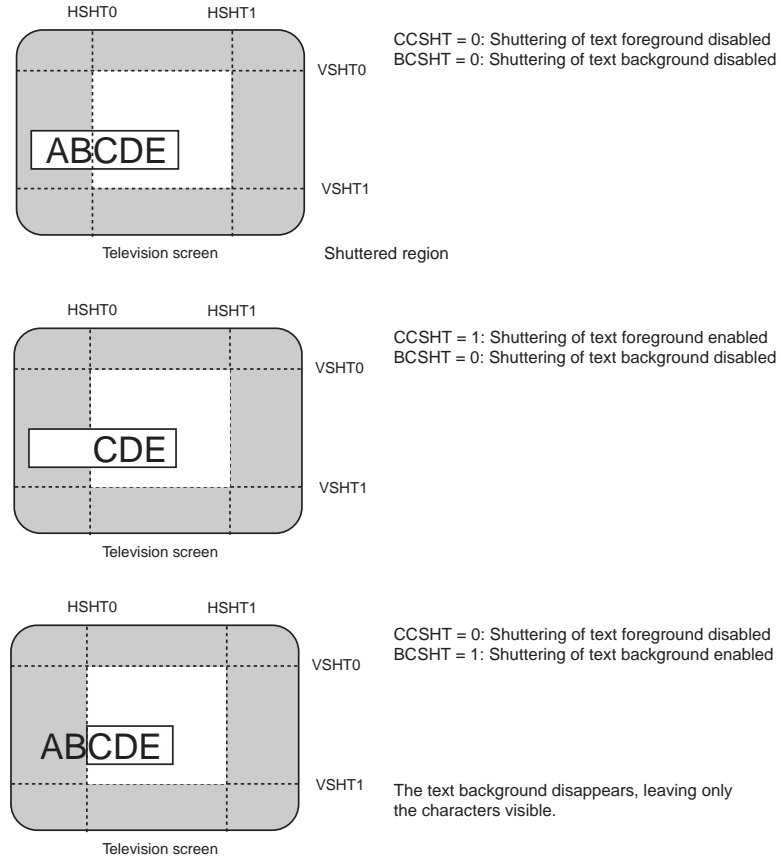 HSHT0 HSHT1
CCSHT = 0: Shuttering of text foreground disabled
BCSHT = 0: Shuttering of text background disabled
VSHT0
ABCDE
VSHT1
Television screen
Shuttered region
HSHT0 HSHT1
CCSHT = 1: Shuttering of text foreground enabled
BCSHT = 0: Shuttering of text background disabled
VSHT0
CDE
VSHT1
Television screen
HSHT0 HSHT1
CCSHT = 0: Shuttering of text foreground disabled
BCSHT = 1: Shuttering of text background enabled
VSHT0
ABCDE
VSHT1
The text background disappears, leaving only
the characters visible.
Television screen